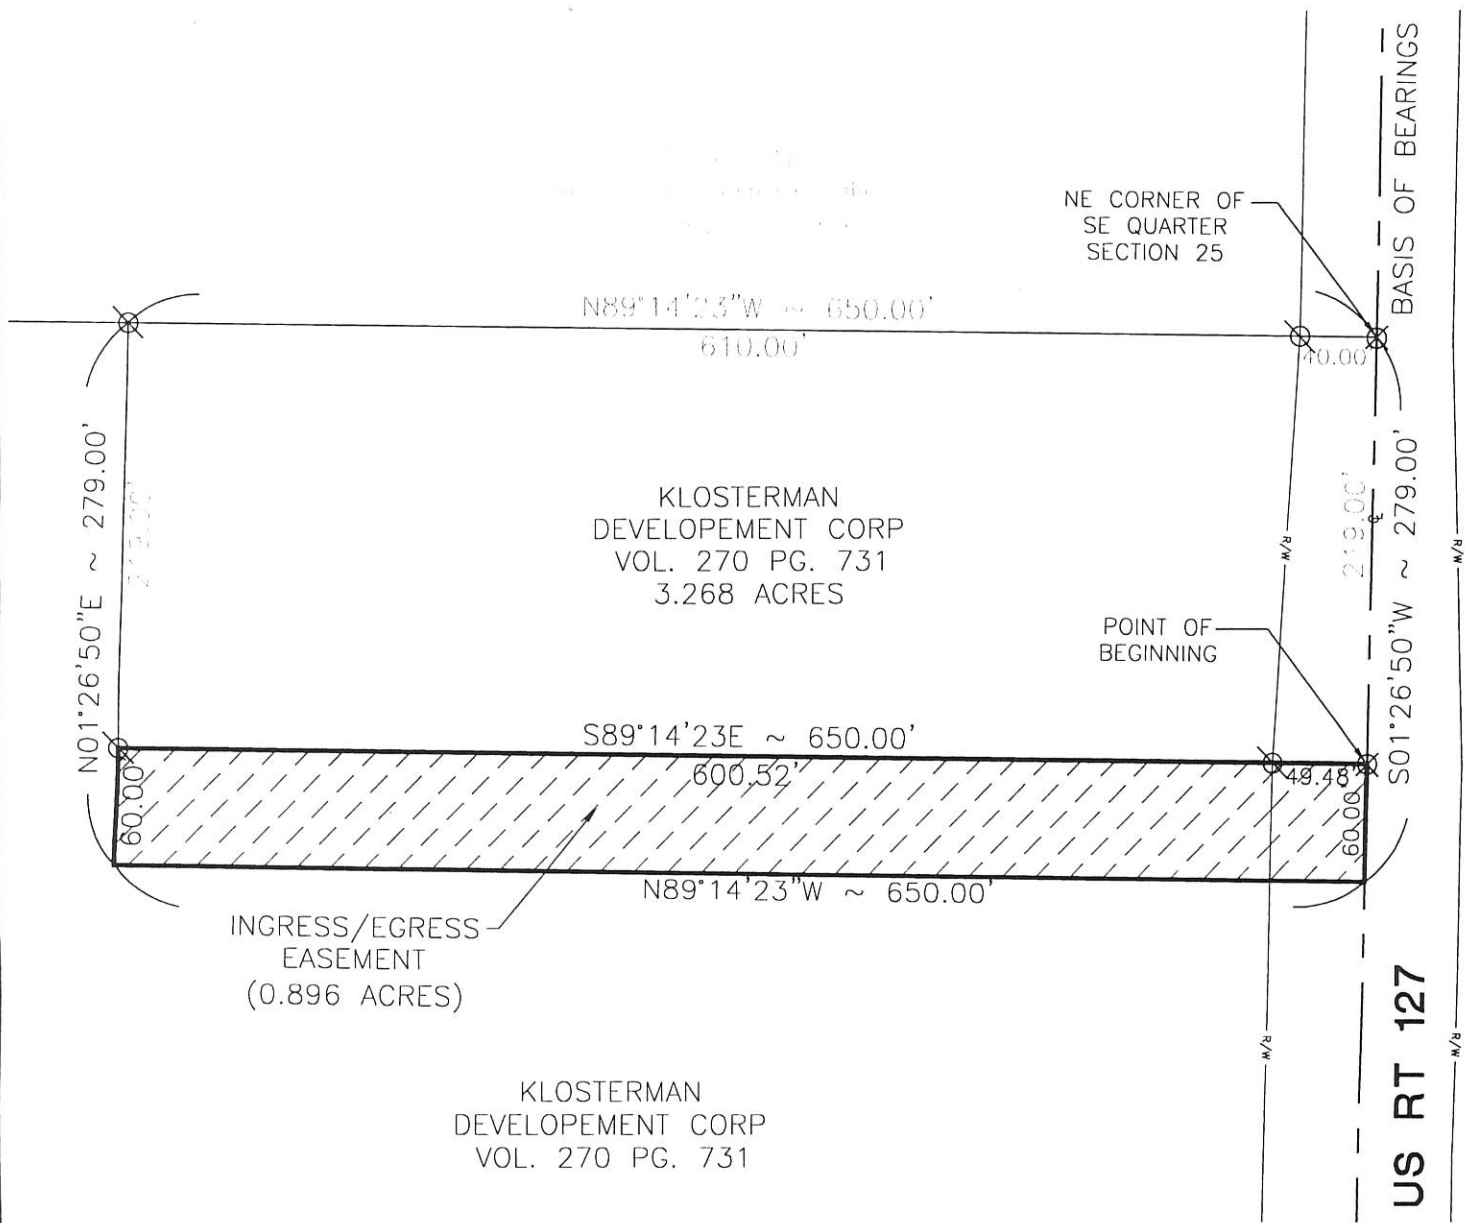 BASIS OF BEARINGS
NE CORNER OF
SE QUARTER
SECTION 25
N89°14'23"W ~ 650.00'
610.00'
40.00'
N01°26'50"E ~ 279.00'
219.00'
S01°26'50"W ~ 279.00'
KLOSTERMAN
DEVELOPEMENT CORP
VOL. 270 PG. 731
3.268 ACRES
R/W
R/W
POINT OF
BEGINNING
S89°14'23E ~ 650.00'
600.52'
49.48'
60.00'
60.00'
N89°14'23"W ~ 650.00'
INGRESS/EGRESS
EASEMENT
(0.896 ACRES)
R/W
R/W
US RT 127
KLOSTERMAN
DEVELOPEMENT CORP
VOL. 270 PG. 731